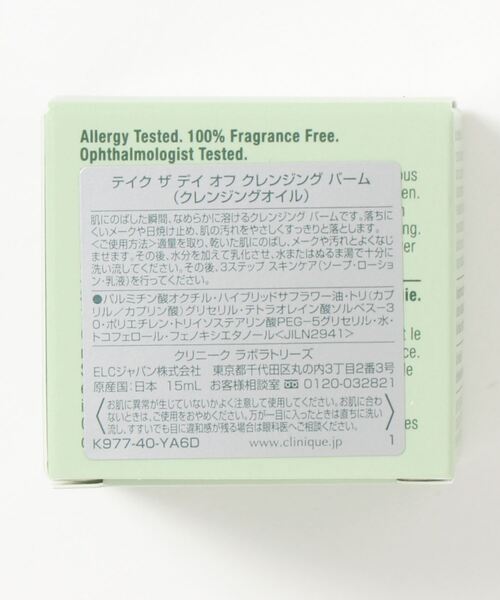 Allergy Tested. 100% Fragrance Free.
Ophthalmologist Tested.
テイク ザ デイ オフ クレンジング バーム
(クレンジングオイル)
肌にのばした瞬間、なめらかに溶けるクレンジング バームです。落ちに
くいメークや日焼け止め、肌の汚れをやさしくすっきりと落とします。
<ご使用方法>適量を取り、乾いた肌にのばし、メークや汚れとよくなじ
ませます。その後、水分を加えて乳化させ、水またはぬるま湯で十分に
洗い流してください。その後、3ステップ スキンケア(ソープ・ローショ
ン・乳液)を行ってください。
●パルミチン酸オクチル・ハイブリッドサフラワー油・トリ(カプ
リル/カプリン酸)グリセリル・テトラオレイン酸ソルベス-3
0・ポリエチレン・トリイソステアリン酸PEG-5グリセリル・水・
トコフェロール・フェノキシエタノール<JILN2941>
クリニーク ラボラトリーズ
ELCジャパン株式会社 東京都千代田区丸の内3丁目2番3号
原産国:日本 15mL お客様相談室 0120-032821
お肌に異常が生じていないかよく注意して使用してください。お肌に合わ
ないときは、ご使用をおやめください。万が一目に入ったときは直ちに洗い
流し、すすいでも目に違和感が残る場合は眼科医へご相談ください。
K977-40-YA6D www.clinique.jp 1